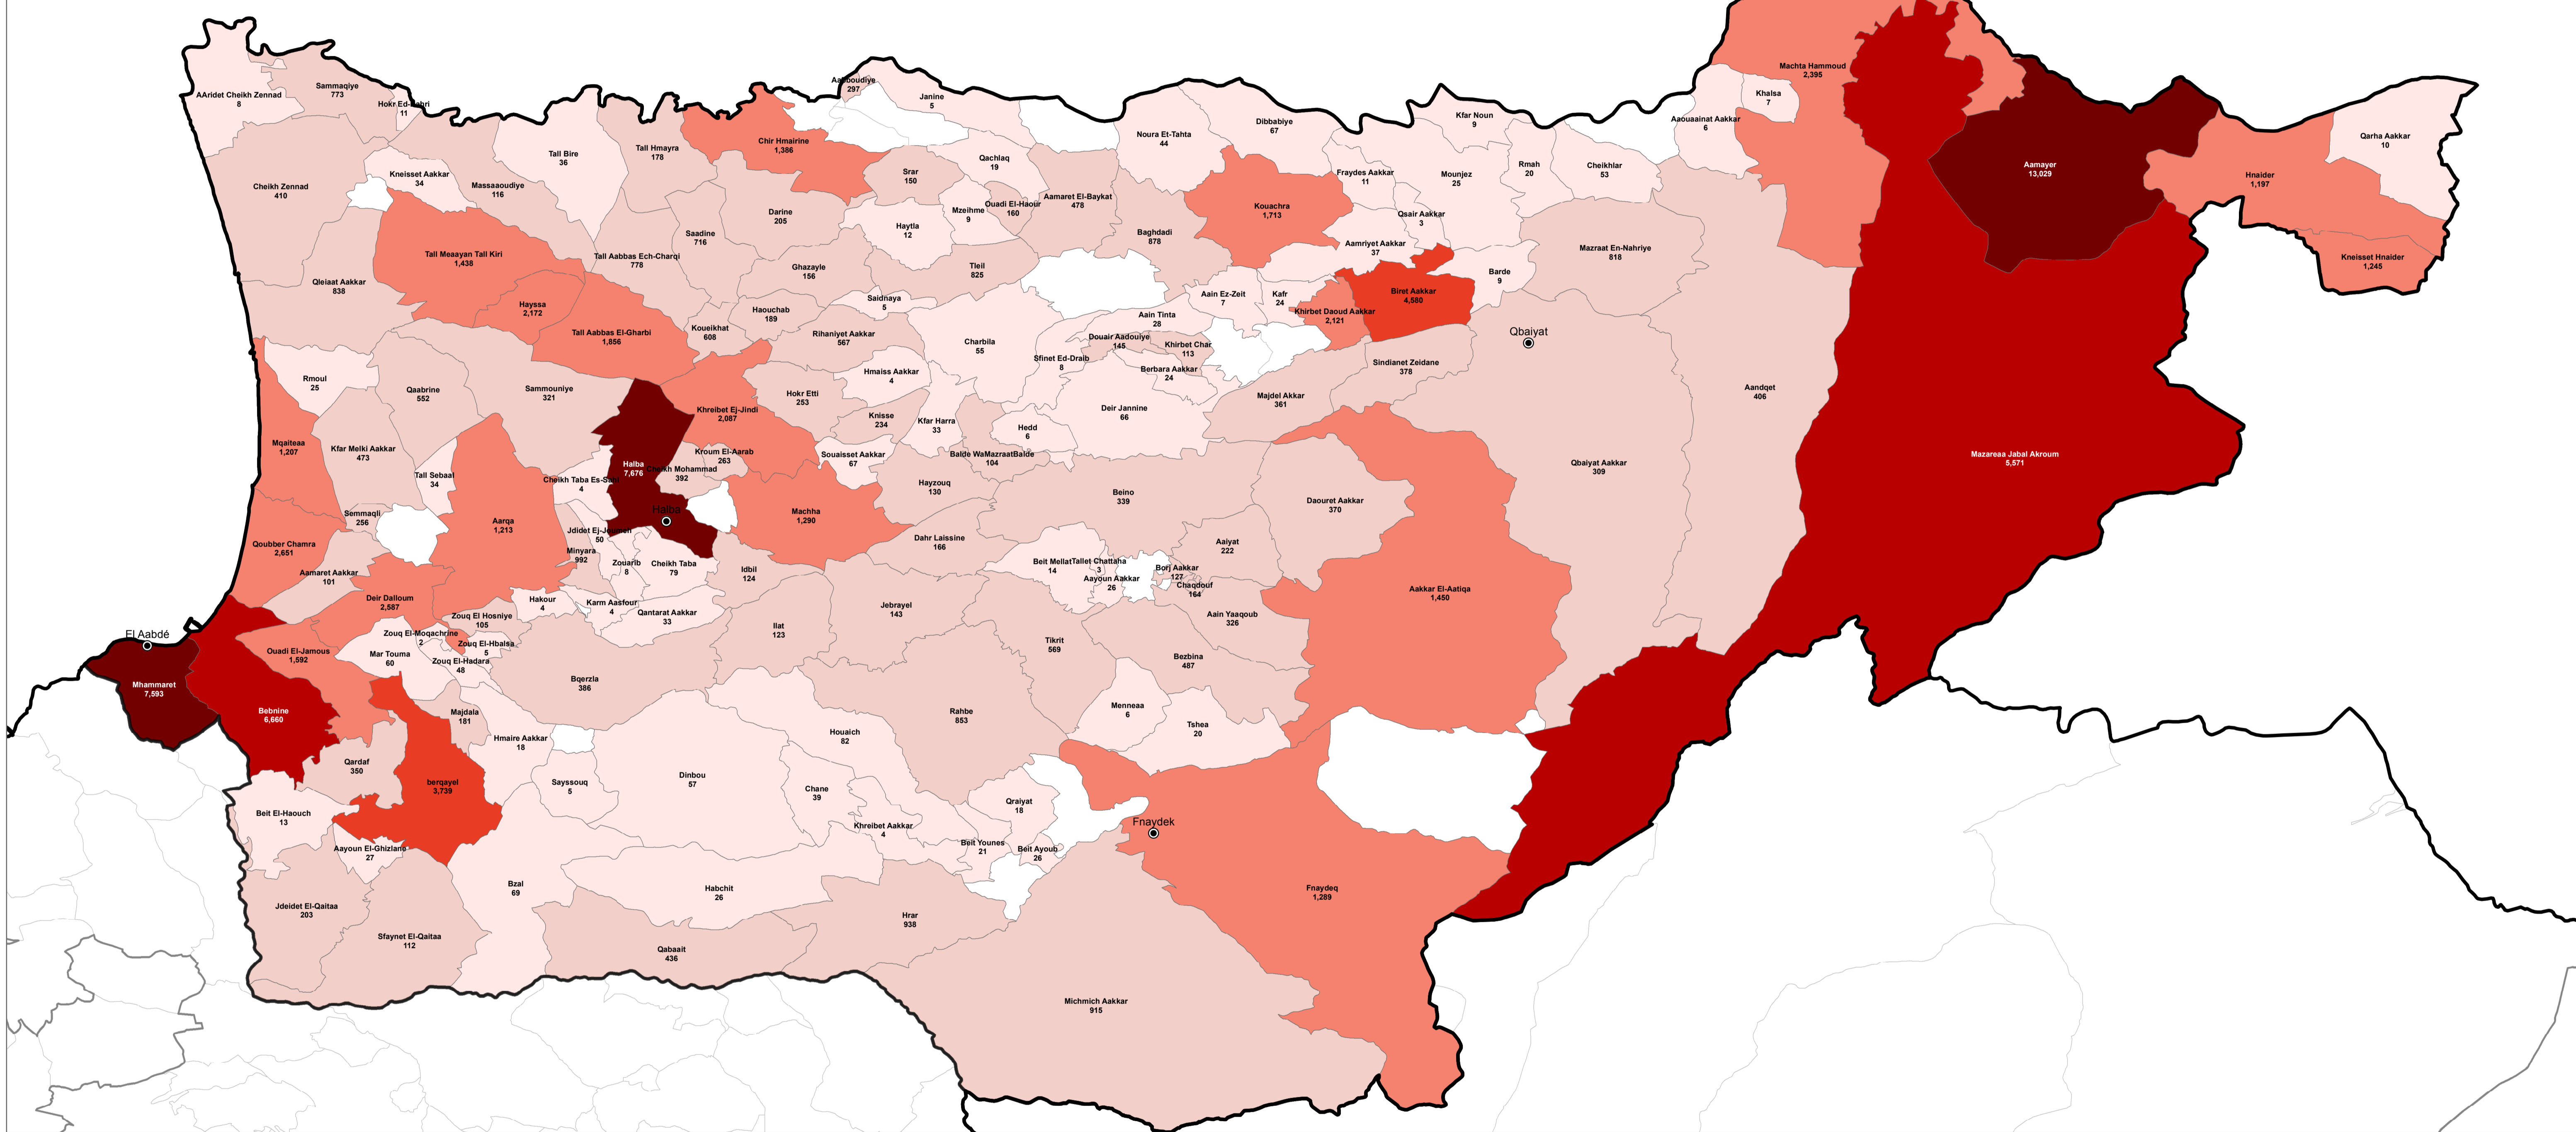 AAridet Cheikh Zennad
8
Sammaqiye
773
11
Aaboudiye
297
Janine
5
Machta Hammoud
2,395
Khalsa
7
Aaouaainat Aakkar
6
Qarha Aakkar
10
Aamayer
13,029
Hnaider
1,197
Kneisset Hnaider
1,245
Cheikh Zennad
410
Kneisset Aakkar
34
Massaaoudiye
116
Tall Bire
36
Tall Hmayra
178
Chir Hmairine
1,386
Srar
150
Qachlaq
19
Noura Et-Tahta
44
Dibbabiye
67
Kfar Noun
9
Fraydes Aakkar
11
Mounjez
25
Rmah
20
Cheikhlar
53
Darine
205
Mzeihme
9
Ouadi El-Haour
160
Aamaret El-Baykat
478
Kouachra
1,713
Qsair Aakkar
3
Saadine
716
Haytla
12
Baghdadi
878
Aamriyet Aakkar
37
Mazraat En-Nahriye
818
Tall Meaayan Tall Kiri
1,438
Tall Aabbas Ech-Charqi
778
Ghazayle
156
Tleil
825
Barde
9
Qleiaat Aakkar
838
Hayssa
2,172
Haouchab
189
Saidnaya
5
Aain Ez-Zeit
7
Kafr
24
Biret Aakkar
4,580
Khirbet Daoud Aakkar
2,121
Aain Tinta
28
Tall Aabbas El-Gharbi
1,856
Koueikhat
608
Rihaniyet Aakkar
567
Charbila
55
Douair Aadouiye
145
Khirbet Char
113
Qbaiyat
Sfinet Ed-Draib
8
Berbara Aakkar
24
Sindianet Zeidane
378
Rmoul
25
Qaabrine
552
Sammouniye
321
Hmaiss Aakkar
4
Hokr Etti
253
Majdel Akkar
361
Aandqet
406
Khreibet Ej-Jindi
2,087
Knisse
234
Kfar Harra
33
Deir Jannine
66
Hedd
6
Mqaiteaa
1,207
Kfar Melki Aakkar
473
Kroum El-Aarab
263
Souaisset Aakkar
67
Balde WaMazraatBalde
104
Mazareaa Jabal Akroum
5,571
Qbaiyat Aakkar
309
Halba
7,676
Cheikh Mohammad
392
Tall Sebaal
34
4
Hayzouq
130
Beino
339
Daouret Aakkar
370
Semmaqli
256
Aarqa
1,213
Halba
Machha
1,290
50
Minyara
992
Dahr Laissine
166
Aaiyat
222
Qoubber Chamra
2,651
Aamaret Aakkar
101
Zouarib
8
Cheikh Taba
79
Idbil
124
Beit Mellat
14
Tallet Chattaha
3
Aayoun Aakkar
26
Borj Aakkar
127
Chaqdouf
164
Aakkar El-Aatiqa
1,450
Deir Dalloum
2,587
Hakour
4
Karm Aasfour
4
Qantarat Aakkar
33
Jebrayel
143
Aain Yaaqoub
326
Zouq El Hosniye
105
Ilat
123
El Aabdé
Zouq El-Moqachrine
2
Zouq El-Hbalsa
5
Tikrit
569
Ouadi El-Jamous
1,592
Mar Touma
60
Zouq El-Hadara
48
Bezbina
487
Mhammaret
7,593
Bqerzla
386
Bebnine
6,660
Majdala
181
Rahbe
853
Menneaa
6
Tshea
20
Hmaire Aakkar
18
Houaich
82
Qardaf
350
berqayel
3,739
Sayssouq
5
Dinbou
57
Chane
39
Qraiyat
18
Beit El-Haouch
13
Khreibet Aakkar
4
Fnaydek
Aayoun El-Ghizlane
27
Beit Younes
21
Beit Ayoub
26
Bzal
69
Habchit
26
Fnaydeq
1,289
Jdeidet El-Qaitaa
203
Hrar
938
Sfaynet El-Qaitaa
112
Qabaait
436
Michmich Aakkar
915